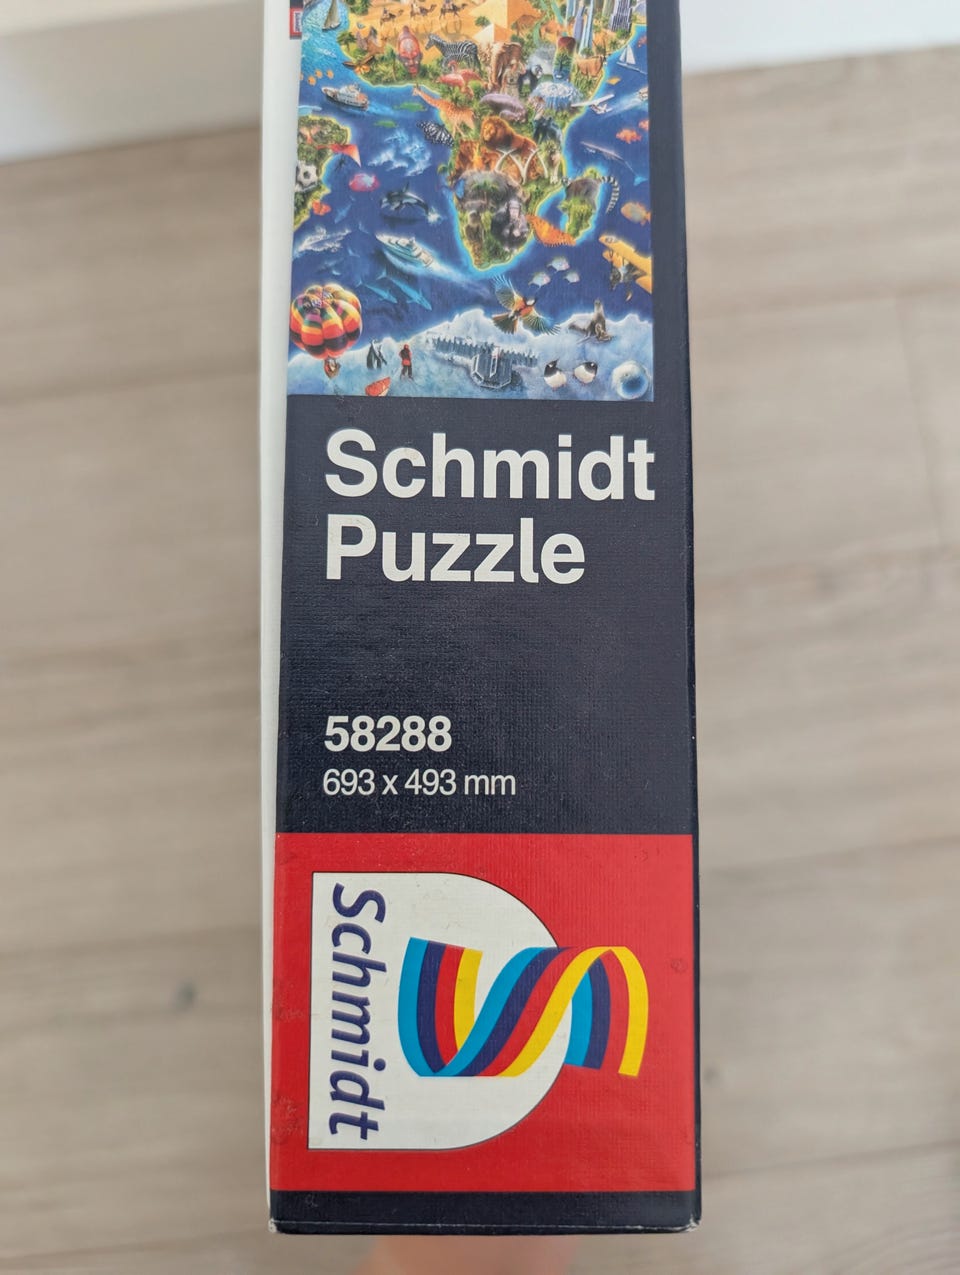 Schmidt
Puzzle
58288
693 x 493 mm
Schmidt